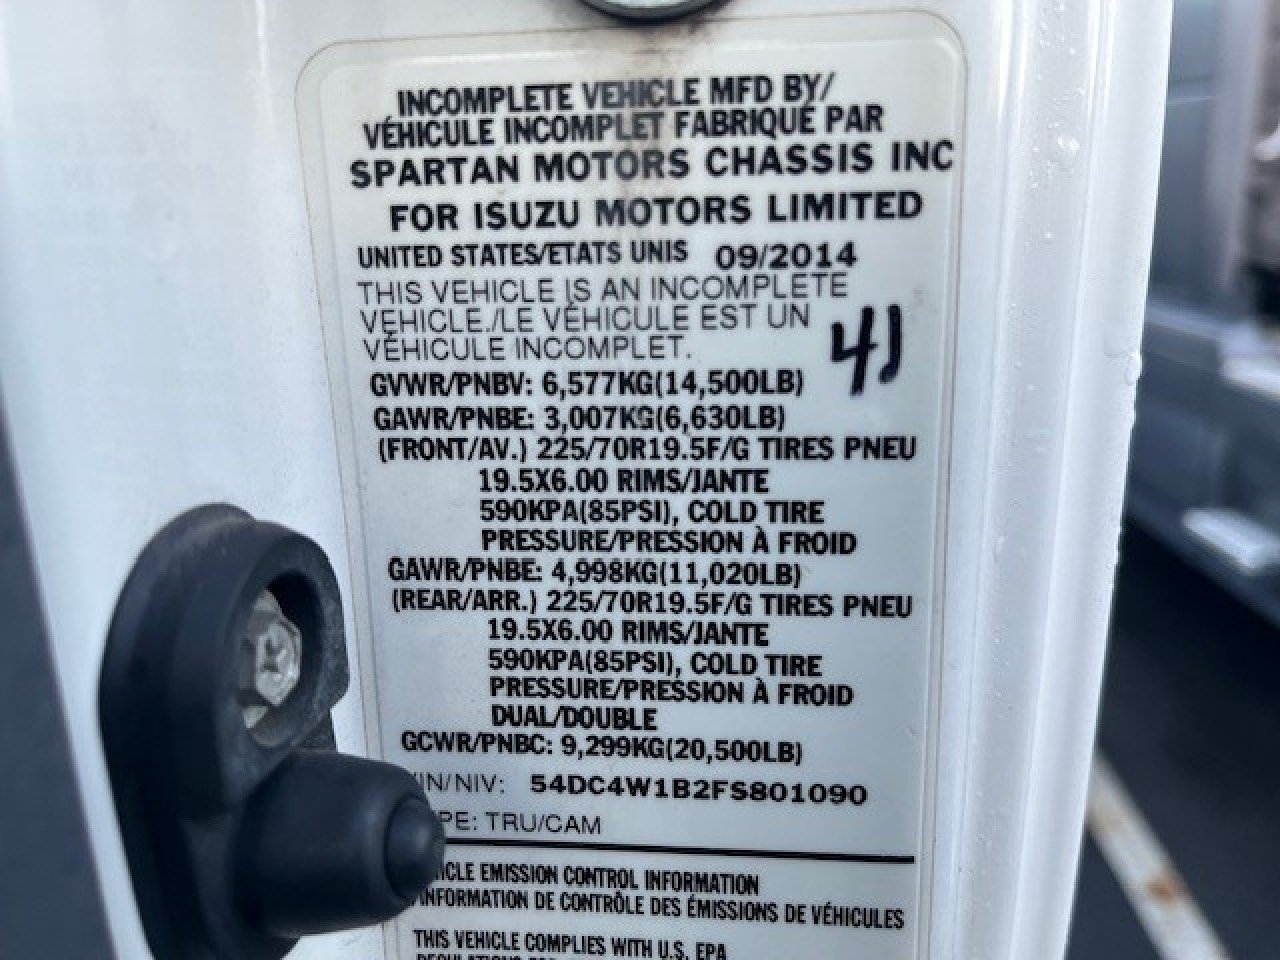 INCOMPLETE VEHICLE MFD BY/
VÉHICULE INCOMPLET FABRIQUÉ PAR
SPARTAN MOTORS CHASSIS INC
FOR ISUZU MOTORS LIMITED
UNITED STATES/ETATS UNIS 09/2014
THIS VEHICLE IS AN INCOMPLETE
VEHICLE./LE VÉHICULE EST UN
VÉHICULE INCOMPLET.
GVWR/PNBV: 6,577KG(14,500LB)
GAWR/PNBE: 3,007KG(6,630LB)
(FRONT/AV.) 225/70R19.5F/G TIRES PNEU
19.5X6.00 RIMS/JANTE
590KPA(85PSI), COLD TIRE
PRESSURE/PRESSION À FROID
GAWR/PNBE: 4,998KG(11,020LB)
(REAR/ARR.) 225/70R19.5F/G TIRES PNEU
19.5X6.00 RIMS/JANTE
590KPA(85PSI), COLD TIRE
PRESSURE/PRESSION À FROID
DUAL/DOUBLE
GCWR/PNBC: 9,299KG(20,500LB)
IN/NIV: 54DC4W1B2FS801090
PE: TRU/CAM
EMISSION CONTROL INFORMATION
INFORMATION DE CONTRÔLE DES ÉMISSIONS DE VÉHICULES
THIS VEHICLE COMPLIES WITH U.S. EPA